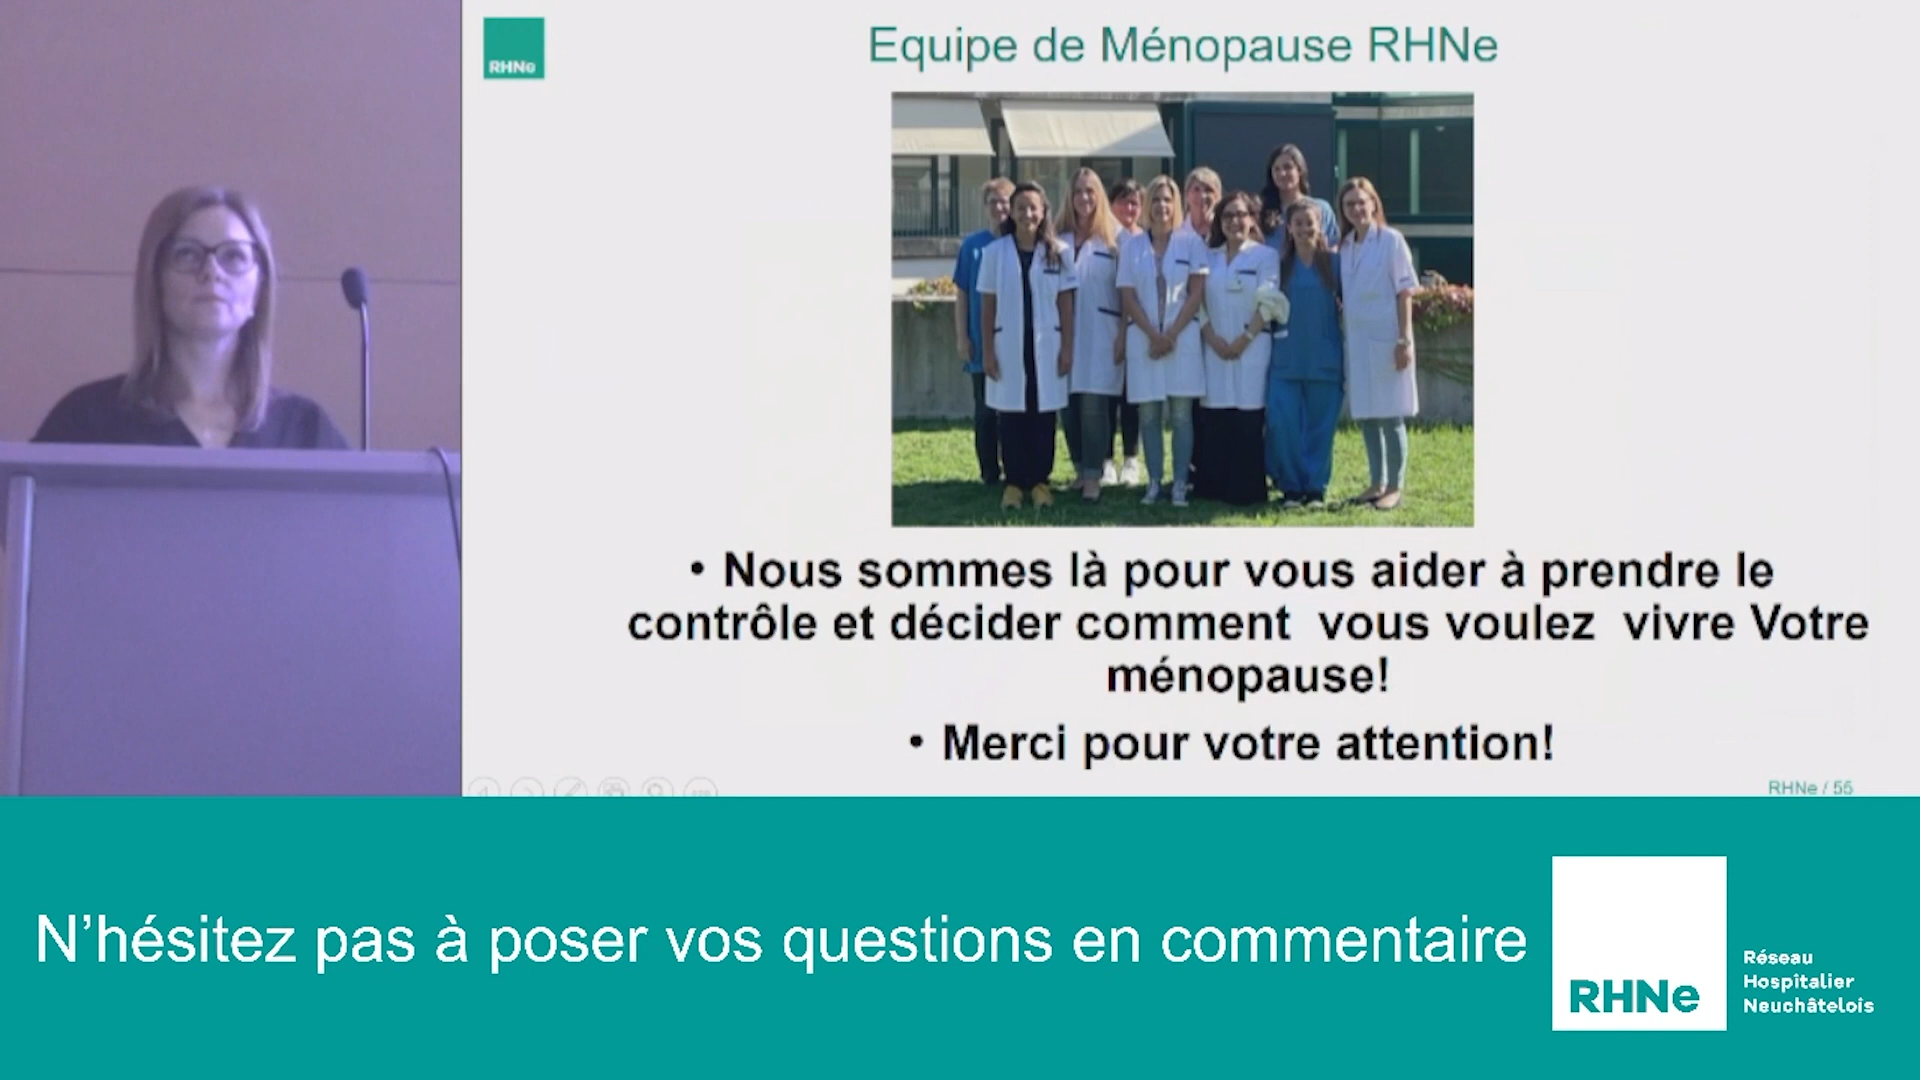 RHNe
Equipe de Ménopause RHNe
• Nous sommes là pour vous aider à prendre le
contrôle et décider comment vous voulez vivre Votre
ménopause!
• Merci pour votre attention!
RHNe / 55
N’hésitez pas à poser vos questions en commentaire
RHNe
Réseau
Hospitalier
Neuchâtelois